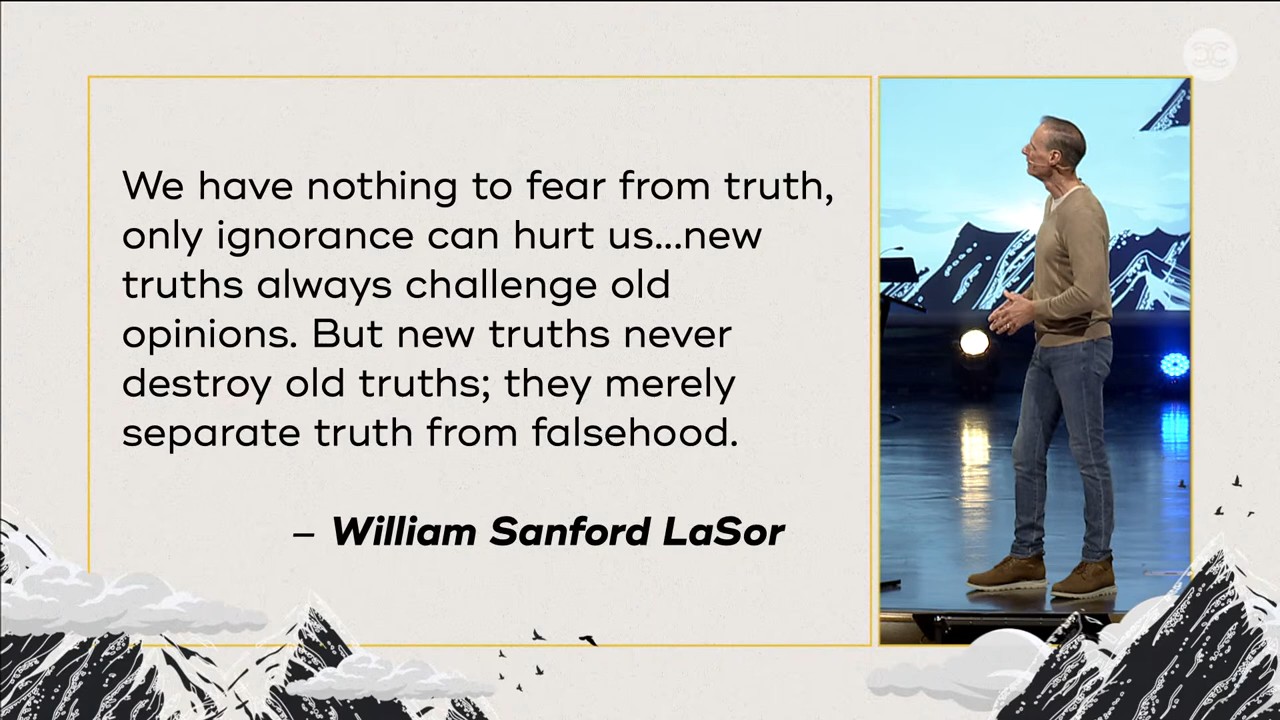 We have nothing to fear from truth,
only ignorance can hurt us...new
truths always challenge old
opinions. But new truths never
destroy old truths; they merely
separate truth from falsehood.
– William Sanford LaSor